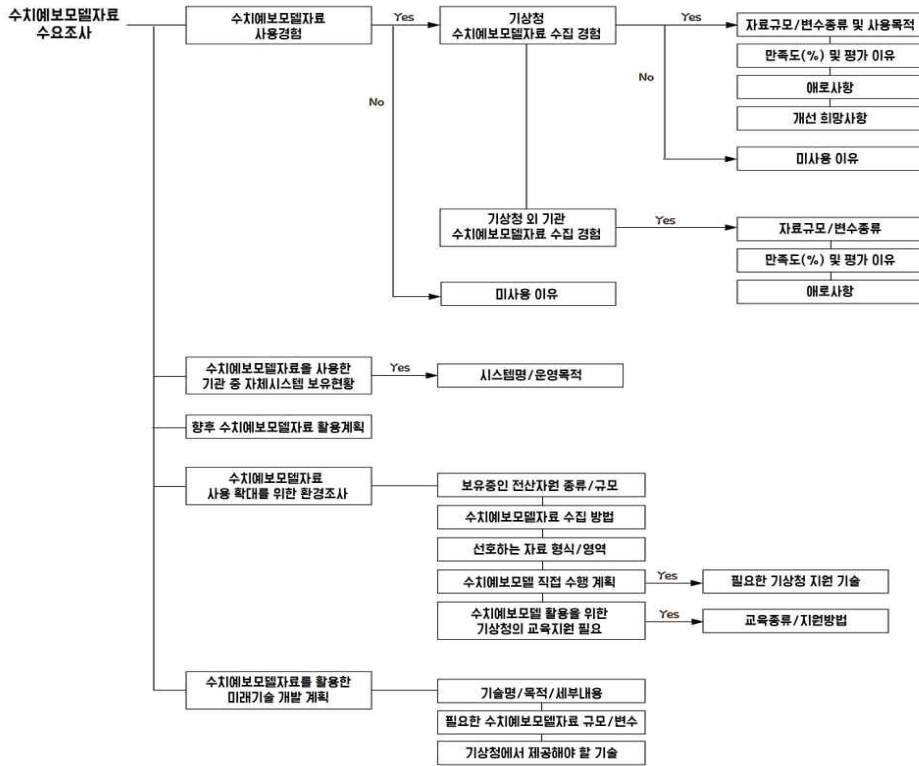 수치예보모델자료
수요조사
수치예보모델자료
사용경험
Yes
No
기상청
수치예보모델자료 수집 경험
Yes
No
자료규모/변수종류 및 사용목적
만족도(%) 및 평가 이유
애로사항
개선 희망사항
미사용 이유
기상청 외 기관
수치예보모델자료 수집 경험
Yes
자료규모/변수종류
만족도(%) 및 평가 이유
애로사항
미사용 이유
수치예보모델자료을 사용한
기관 중 자체시스템 보유현황
Yes
시스템명/운영목적
향후 수치예보모델자료 활용계획
수치예보모델자료
사용 확대를 위한 환경조사
보유중인 전산자원 종류/규모
수치예보모델자료 수집 방법
선호하는 자료 형식/영역
수치예보모델 직접 수행 계획
Yes
필요한 기상청 지원 기술
수치예보모델 활용을 위한
기상청의 교육지원 필요
Yes
교육종류/지원방법
수치예보모델자료를 활용한
미래기술 개발 계획
기술명/목적/세부내용
필요한 수치예보모델자료 규모/변수
기상청에서 제공해야 할 기술